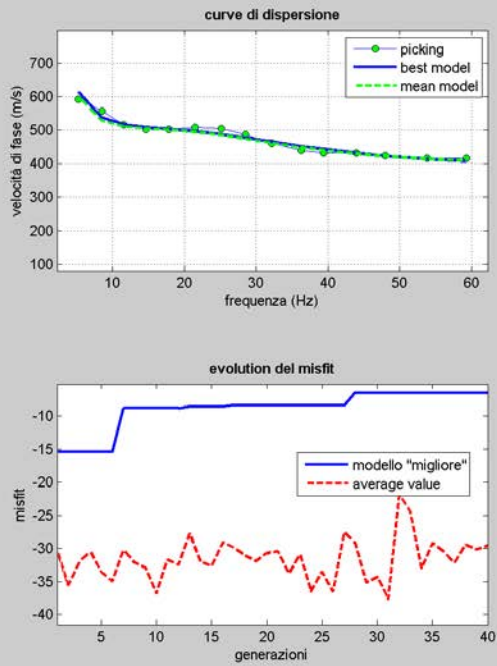 curve di dispersione
picking
best model
mean model
700
600
500
400
300
200
100
velocità di fase (m/s)
10 20 30 40 50 60
frequenza (Hz)
evolution del misfit
-10
-15
-20
-25
-30
-35
-40
misfit
modello "migliore"
average value
5 10 15 20 25 30 35 40
generazioni